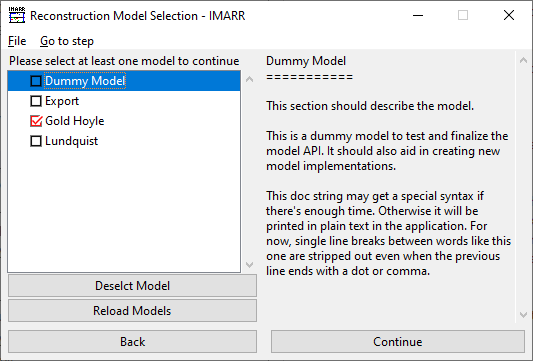 IMARR
Reconstruction Model Selection - IMARR
File Go to step
Please select at least one model to continue
Dummy Model
Export
Gold Hoyle
Lundquist
Deselct Model
Reload Models
Back
Dummy Model
===========
This section should describe the model.
This is a dummy model to test and finalize the
model API. It should also aid in creating new
model implementations.
This doc string may get a special syntax if
there's enough time. Otherwise it will be
printed in plain text in the application. For
now, single line breaks between words like this
one are stripped out even when the previous
line ends with a dot or comma.
Continue